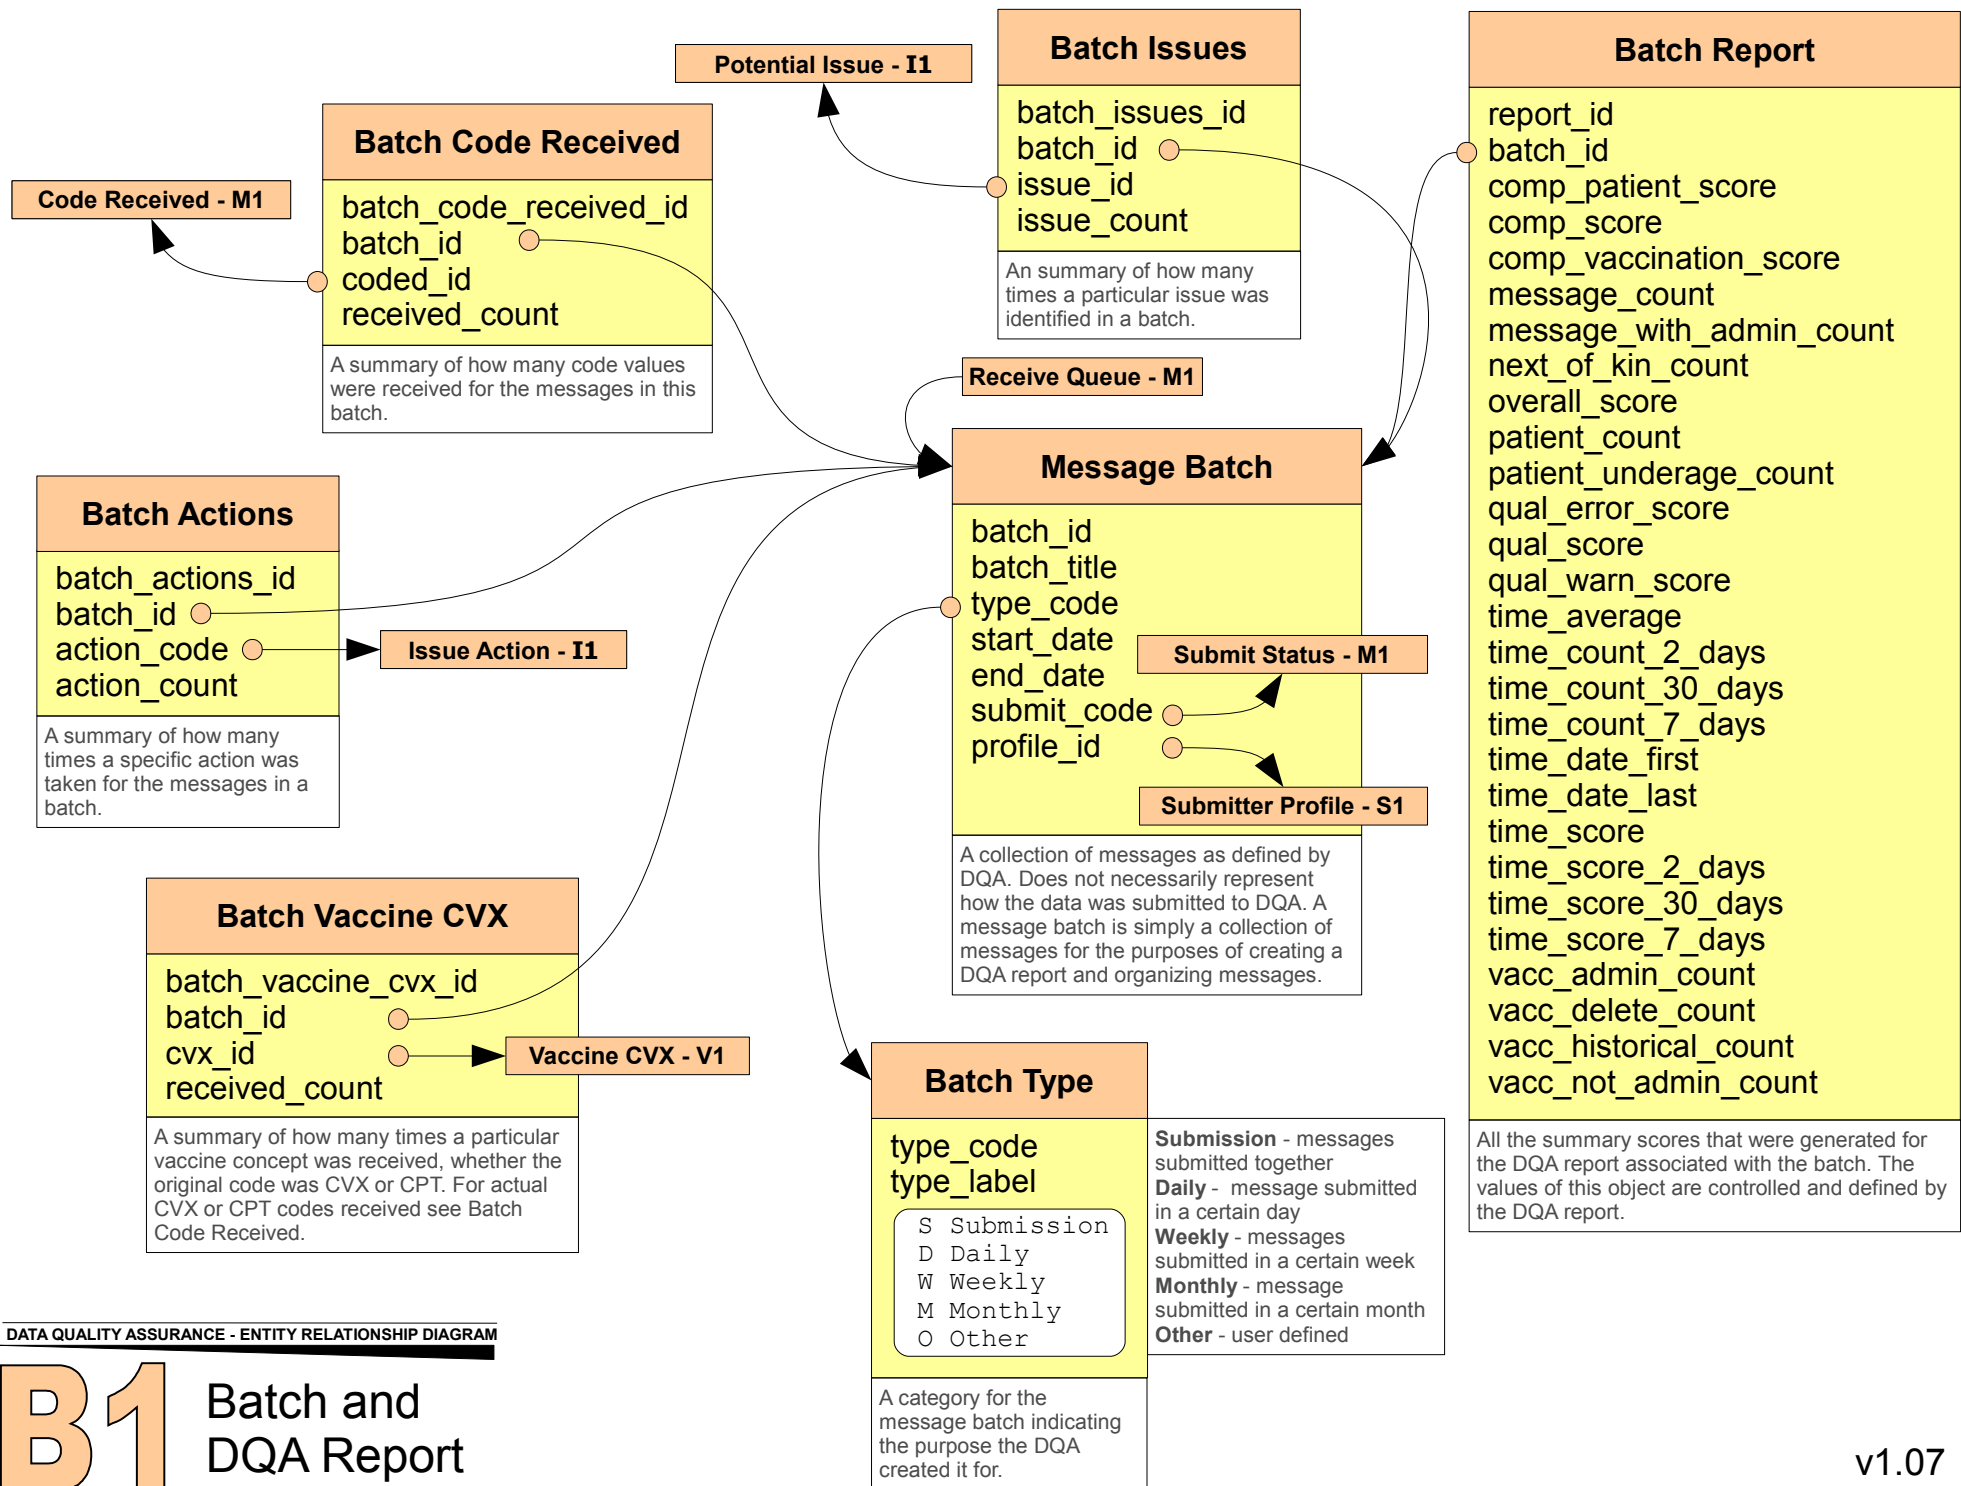 Potential Issue - I1
Batch Issues
batch_issues_id
batch_id
issue_id
issue_count
An summary of how many
times a particular issue was
identified in a batch.
Batch Report
report_id
batch_id
comp_patient_score
comp_score
comp_vaccination_score
message_count
message_with_admin_count
next_of_kin_count
overall_score
patient_count
patient_underage_count
qual_error_score
qual_score
qual_warn_score
time_average
time_count_2_days
time_count_30_days
time_count_7_days
time_date_first
time_date_last
time_score
time_score_2_days
time_score_30_days
time_score_7_days
vacc_admin_count
vacc_delete_count
vacc_historical_count
vacc_not_admin_count
All the summary scores that were generated for
the DQA report associated with the batch. The
values of this object are controlled and defined by
the DQA report.
Code Received - M1
Batch Code Received
batch_code_received_id
batch_id
coded_id
received_count
A summary of how many code values
were received for the messages in this
batch.
Receive Queue - M1
Batch Actions
batch_actions_id
batch_id
action_code
action_count
Issue Action - I1
A summary of how many
times a specific action was
taken for the messages in a
batch.
Message Batch
batch_id
batch_title
type_code
start_date
end_date
submit_code
profile_id
Submit Status - M1
Submitter Profile - S1
A collection of messages as defined by
DQA. Does not necessarily represent
how the data was submitted to DQA. A
message batch is simply a collection of
messages for the purposes of creating a
DQA report and organizing messages.
Batch Vaccine CVX
batch_vaccine_cvx_id
batch_id
cvx_id
received_count
Vaccine CVX - V1
A summary of how many times a particular
vaccine concept was received, whether the
original code was CVX or CPT. For actual
CVX or CPT codes received see Batch
Code Received.
Batch Type
type_code
type_label
S Submission
D Daily
W Weekly
M Monthly
O Other
A category for the
message batch indicating
the purpose the DQA
created it for.
Submission - messages
submitted together
Daily - message submitted
in a certain day
Weekly - messages
submitted in a certain week
Monthly - message
submitted in a certain month
Other - user defined
DATA QUALITY ASSURANCE - ENTITY RELATIONSHIP DIAGRAM
B1
Batch and
DQA Report
v1.07